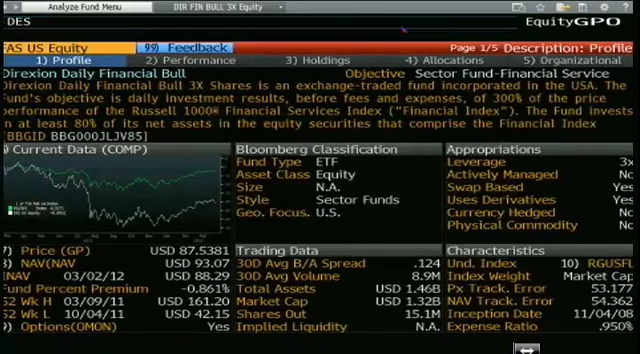 Analyze Fund Menu DIR FIN BULL 3X Equity
DES EquityGPO
FAS US Equity 99) Feedback Page 1/5 Description: Profile
1) Profile 2) Performance 3) Holdings 4) Allocations 5) Organizational
Direxion Daily Financial Bull Objective Sector Fund-Financial Service
Direxion Daily Financial Bull 3X Shares is an exchange-traded fund incorporated in the USA. The
Fund's objective is daily investment results, before fees and expenses, of 300% of the price
performance of the Russell 1000® Financial Services Index ("Financial Index"). The Fund invests
in at least 80% of its net assets in the equity securities that comprise the Financial Index
[BBGID BBG000JLJV85]
6) Current Data (COMP) Bloomberg Classification Appropriations
Fund Type ETF Leverage 3x
Asset Class Equity Actively Managed No
Size N.A. Swap Based Yes
Style Sector Funds Uses Derivatives Yes
Geo. Focus U.S. Currency Hedged No
Physical Commodity No
7) Price (GP) USD 87.5381 Trading Data Characteristics
8) NAV(NAV USD 93.07 30D Avg B/A Spread .124 Und. Index 10) RGUSFL
INAV 03/02/12 USD 88.29 30D Avg Volume 8.9M Index Weight Market Cap
Fund Percent Premium -0.861% Total Assets USD 1.46B Px Track. Error 53.177
52 Wk H 03/09/11 USD 161.20 Market Cap USD 1.32B NAV Track. Error 54.362
52 Wk L 10/04/11 USD 42.15 Shares Out 15.1M Inception Date 11/04/08
9) Options(OMON) Yes Implied Liquidity N.A. Expense Ratio .950%